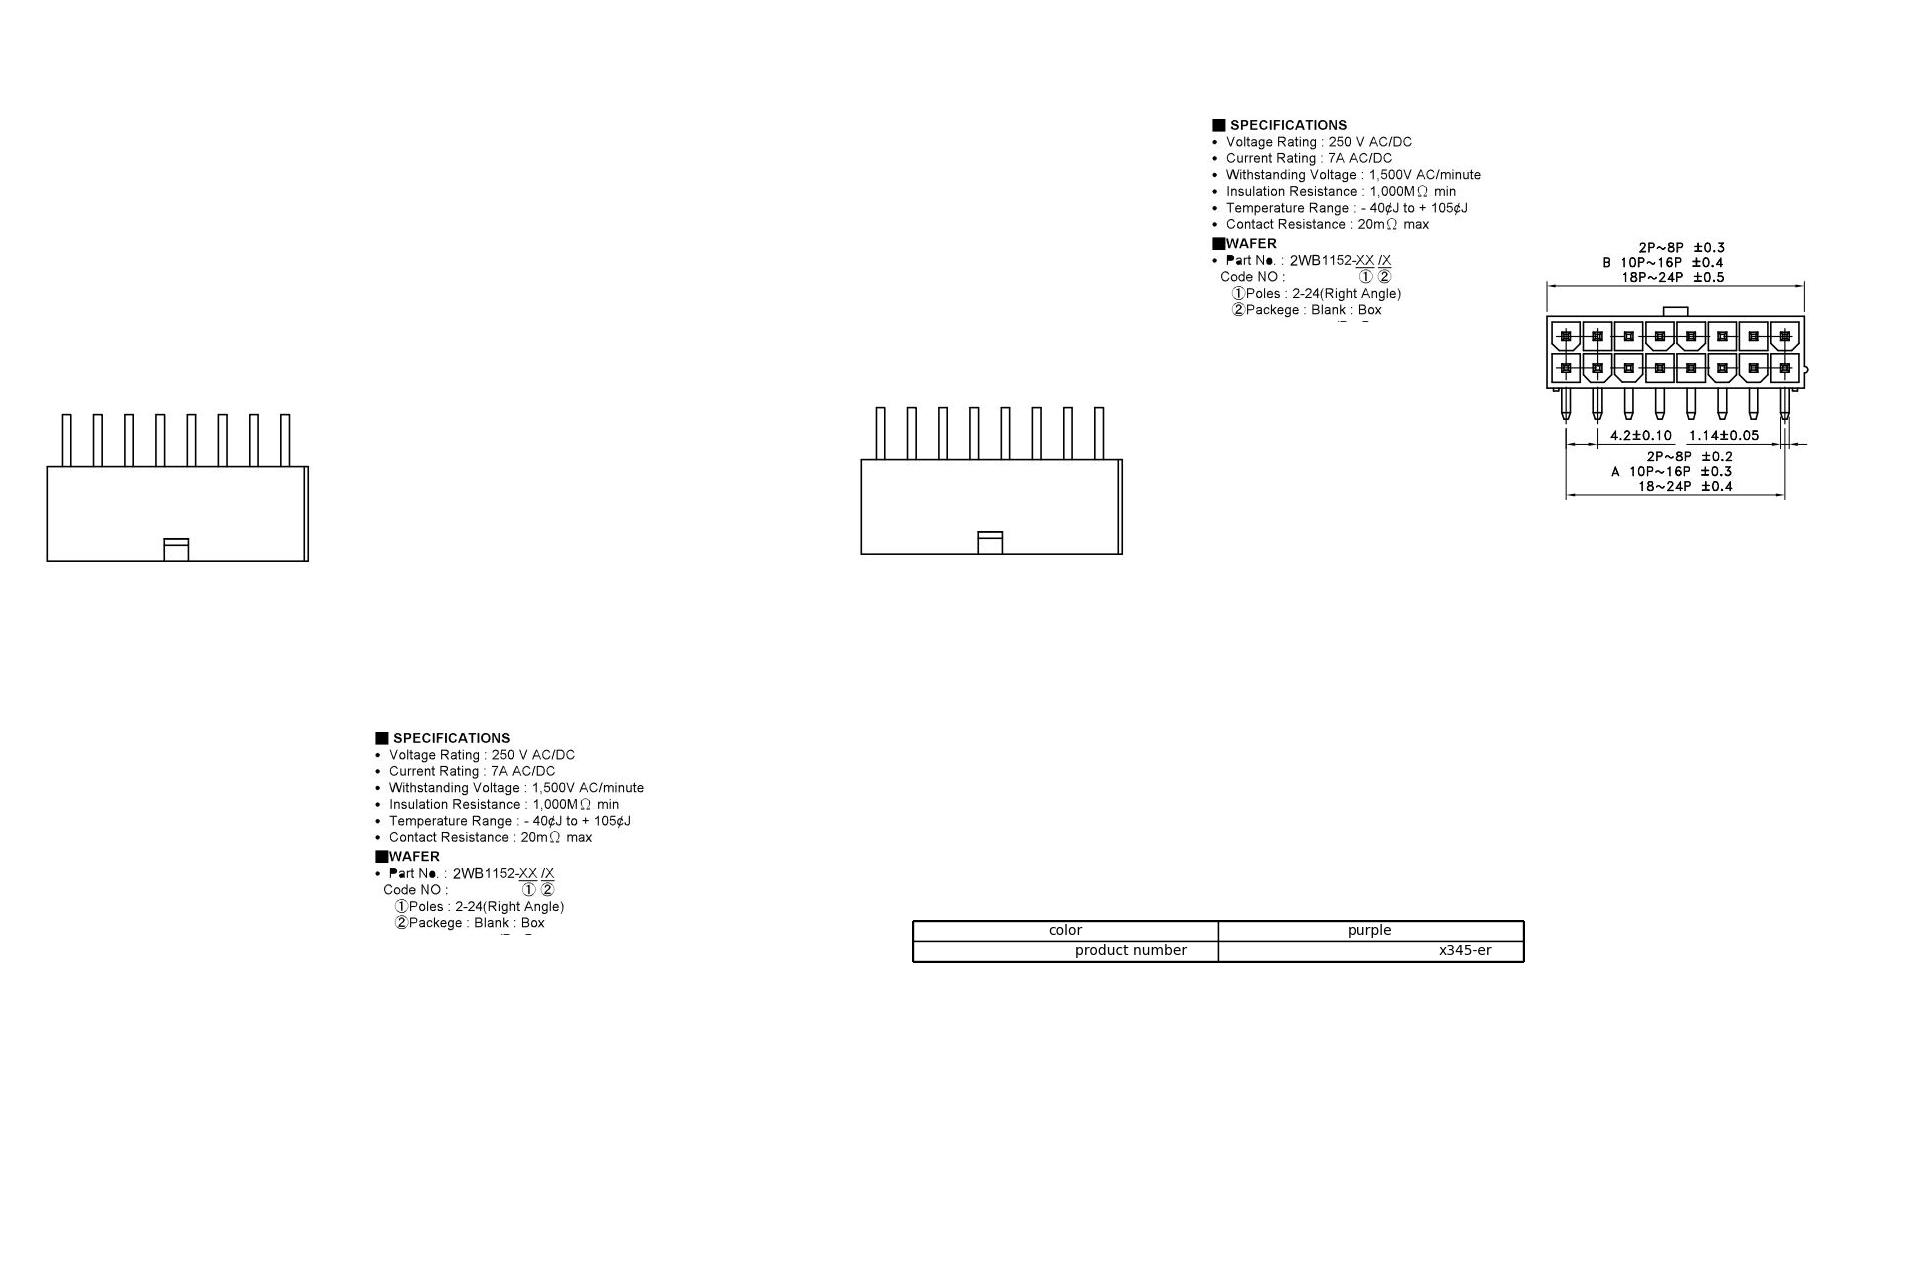 ■ SPECIFICATIONS
• Voltage Rating : 250 V AC/DC
• Current Rating : 7A AC/DC
• Withstanding Voltage : 1,500V AC/minute
• Insulation Resistance : 1,000MΩ min
• Temperature Range : - 40¢J to + 105¢J
• Contact Resistance : 20mΩ max
■WAFER
• Part No. : 2WB1152-XX /X
Code NO : ① ②
①Poles : 2-24(Right Angle)
②Packege : Blank : Box
2P~8P ±0.3
B 10P~16P ±0.4
18P~24P ±0.5
4.2±0.10 1.14±0.05
2P~8P ±0.2
A 10P~16P ±0.3
18~24P ±0.4
■ SPECIFICATIONS
• Voltage Rating : 250 V AC/DC
• Current Rating : 7A AC/DC
• Withstanding Voltage : 1,500V AC/minute
• Insulation Resistance : 1,000MΩ min
• Temperature Range : - 40¢J to + 105¢J
• Contact Resistance : 20mΩ max
■WAFER
• Part No. : 2WB1152-XX /X
Code NO : ① ②
①Poles : 2-24(Right Angle)
②Packege : Blank : Box
color purple
product number x345-er